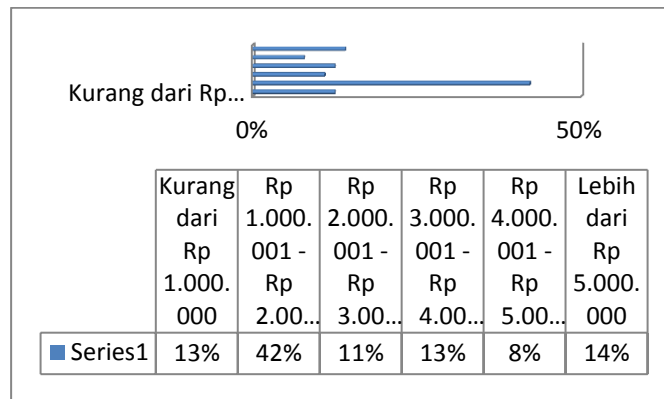 Kurang dari Rp...
0% 50%
Kurang dari Rp 1.000.000
Rp 1.000.001 - Rp 2.00...
Rp 2.000.001 - Rp 3.00...
Rp 3.000.001 - Rp 4.00...
Rp 4.000.001 - Rp 5.00...
Lebih dari Rp 5.000.000
Series1 13% 42% 11% 13% 8% 14%